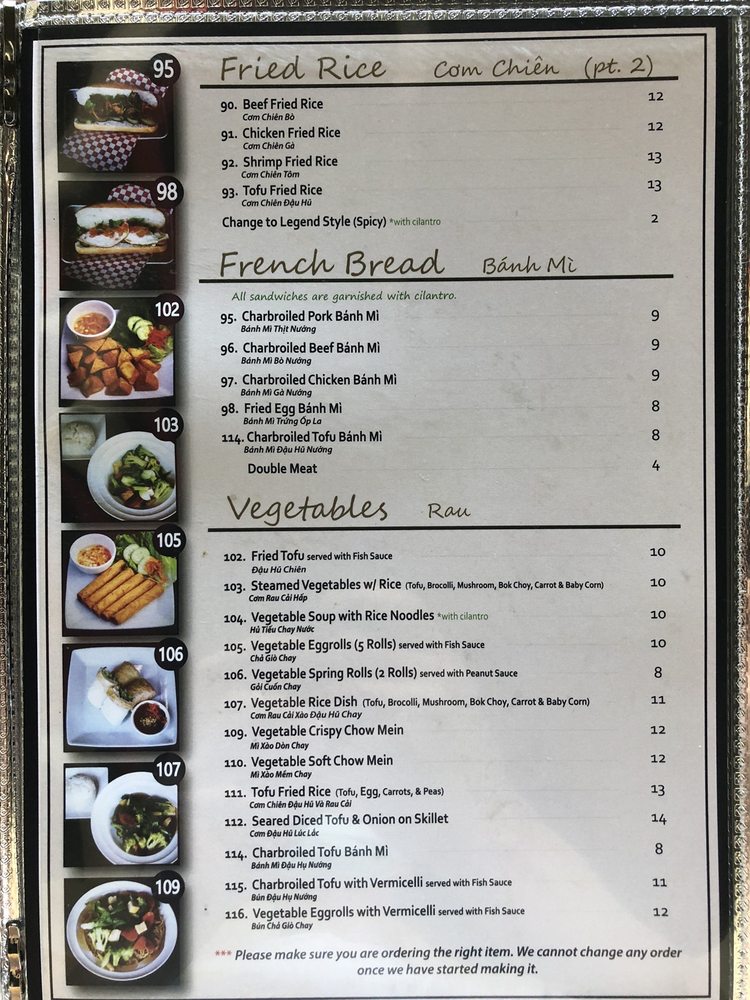 Fried Rice Cơm Chiên (pt. 2)
90. Beef Fried Rice 12
Cơm Chiên Bò
91. Chicken Fried Rice 12
Cơm Chiên Gà
92. Shrimp Fried Rice 13
Cơm Chiên Tôm
93. Tofu Fried Rice 13
Cơm Chiên Đậu Hủ
Change to Legend Style (Spicy) *with cilantro 2
French Bread Bánh Mì
All sandwiches are garnished with cilantro.
95. Charbroiled Pork Bánh Mì 9
Bánh Mì Thịt Nướng
96. Charbroiled Beef Bánh Mì 9
Bánh Mì Bò Nướng
97. Charbroiled Chicken Bánh Mì 9
Bánh Mì Gà Nướng
98. Fried Egg Bánh Mì 8
Bánh Mì Trứng Ốp La
114. Charbroiled Tofu Bánh Mì 8
Bánh Mì Đậu Hủ Nướng
Double Meat 4
Vegetables Rau
102. Fried Tofu served with Fish Sauce 10
Đậu Hủ Chiên
103. Steamed Vegetables w/ Rice (Tofu, Brocolli, Mushroom, Bok Choy, Carrot & Baby Corn) 10
Cơm Rau Cải Hấp
104. Vegetable Soup with Rice Noodles *with cilantro 10
Hủ Tiếu Chay Nước
105. Vegetable Eggrolls (5 Rolls) served with Fish Sauce 10
Chả Giò Chay
106. Vegetable Spring Rolls (2 Rolls) served with Peanut Sauce 8
Gỏi Cuốn Chay
107. Vegetable Rice Dish (Tofu, Brocolli, Mushroom, Bok Choy, Carrot & Baby Corn) 11
Cơm Rau Cải Xào Đậu Hủ Chay
109. Vegetable Crispy Chow Mein 12
Mì Xào Dòn Chay
110. Vegetable Soft Chow Mein 12
Mì Xào Mềm Chay
111. Tofu Fried Rice (Tofu, Egg, Carrots, & Peas) 13
Cơm Chiên Đậu Hủ Và Rau Cải
112. Seared Diced Tofu & Onion on Skillet 14
Cơm Đậu Hủ Lúc Lắc
114. Charbroiled Tofu Bánh Mì 8
Bánh Mì Đậu Hụ Nướng
115. Charbroiled Tofu with Vermicelli served with Fish Sauce 11
Bún Đậu Hụ Nướng
116. Vegetable Eggrolls with Vermicelli served with Fish Sauce 12
Bún Chả Giò Chay
*** Please make sure you are ordering the right item. We cannot change any order
once we have started making it.
95
98
102
103
105
106
107
109